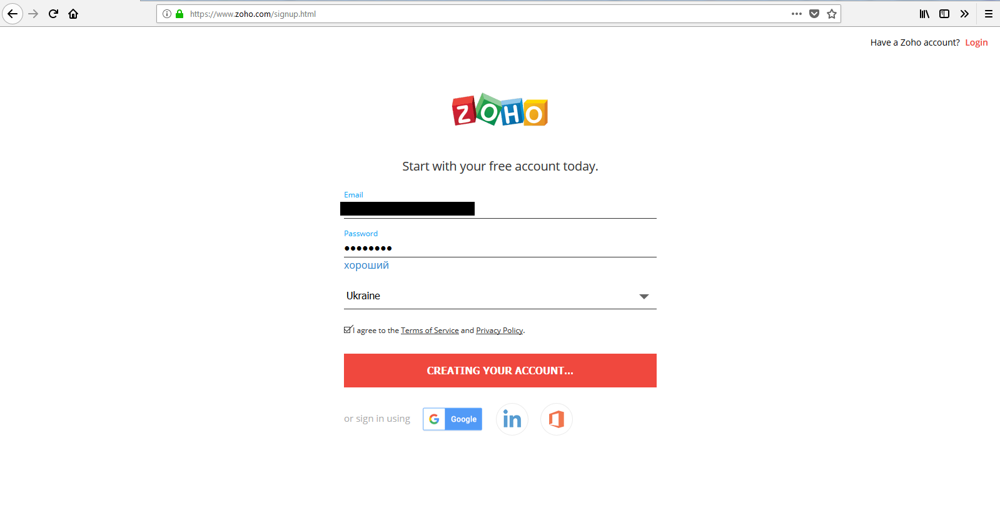 https://www.zoho.com/signup.html
Have a Zoho account? Login
ZOHO
Start with your free account today.
Email
Password
хороший
Ukraine
I agree to the Terms of Service and Privacy Policy.
CREATING YOUR ACCOUNT...
or sign in using G Google in